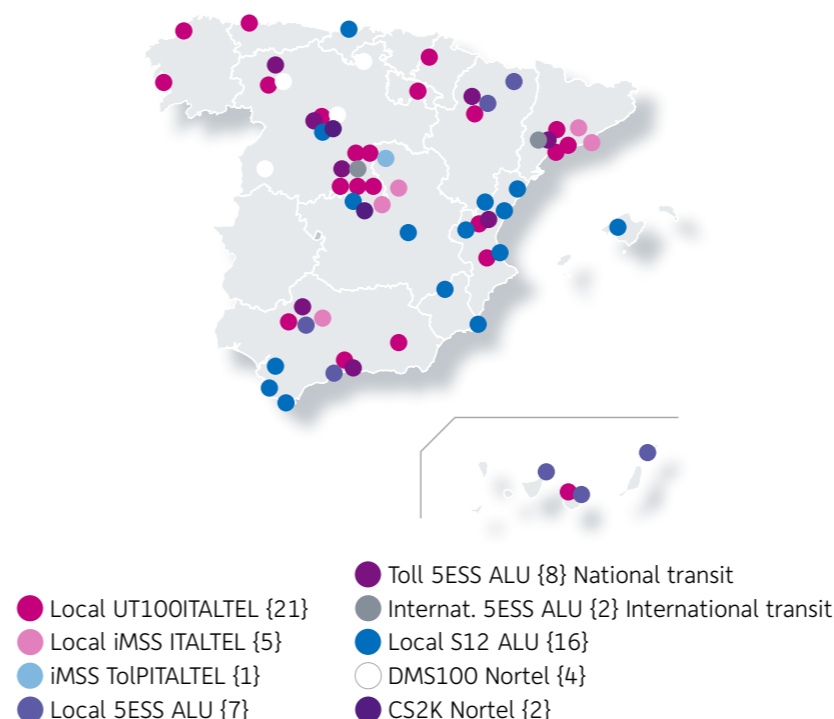 Local UT100ITALTEL {21}
Local iMSS ITALTEL {5}
iMSS TolPITALTEL {1}
Local 5ESS ALU {7}
Toll 5ESS ALU {8} National transit
Internat. 5ESS ALU {2} International transit
Local S12 ALU {16}
DMS100 Nortel {4}
CS2K Nortel {2}